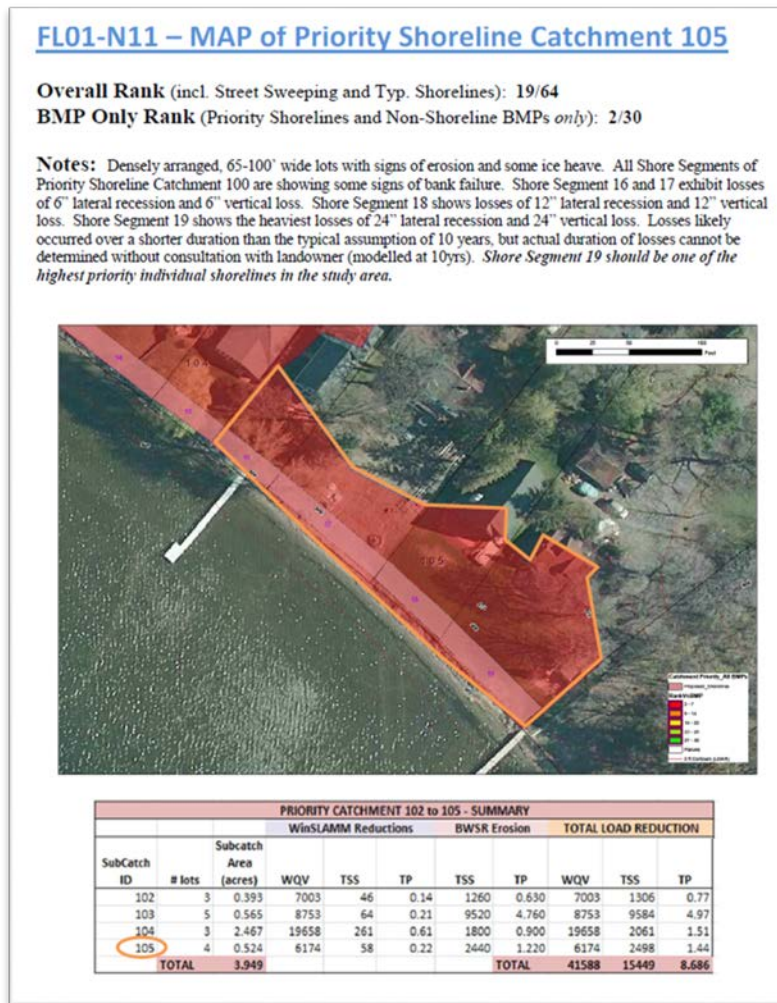 FL01-N11 – MAP of Priority Shoreline Catchment 105
Overall Rank (incl. Street Sweeping and Typ. Shorelines): 19/64
BMP Only Rank (Priority Shorelines and Non-Shoreline BMPs only): 2/30
Notes: Densely arranged, 65-100' wide lots with signs of erosion and some ice heave. All Shore Segments of
Priority Shoreline Catchment 100 are showing some signs of bank failure. Shore Segment 16 and 17 exhibit losses
of 6" lateral recession and 6" vertical loss. Shore Segment 18 shows losses of 12" lateral recession and 12" vertical
loss. Shore Segment 19 shows the heaviest losses of 24" lateral recession and 24" vertical loss. Losses likely
occurred over a shorter duration than the typical assumption of 10 years, but actual duration of losses cannot be
determined without consultation with landowner (modelled at 10yrs). Shore Segment 19 should be one of the
highest priority individual shorelines in the study area.
Feet
104
105
Catchment Priority_All BMPs
PRIORITY CATCHMENT 102 to 105 - SUMMARY
WinSLAMM Reductions BWSR Erosion TOTAL LOAD REDUCTION
SubCatch ID # lots Subcatch Area (acres) WQV TSS TP TSS TP WQV TSS TP
102 3 0.393 7003 46 0.14 1260 0.630 7003 1306 0.77
103 5 0.565 8753 64 0.21 9520 4.760 8753 9584 4.97
104 3 2.467 19658 261 0.61 1800 0.900 19658 2061 1.51
105 4 0.524 6174 58 0.22 2440 1.220 6174 2498 1.44
TOTAL 3.949 TOTAL 41588 15449 8.686